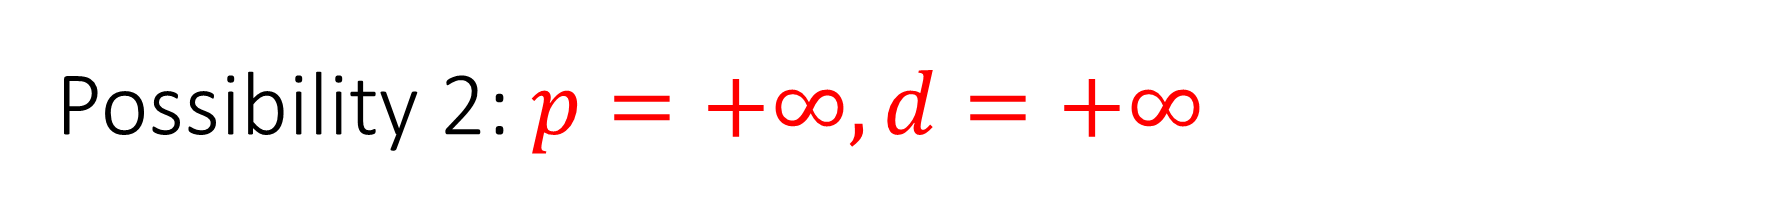 Possibility 2: p = +∞, d = +∞